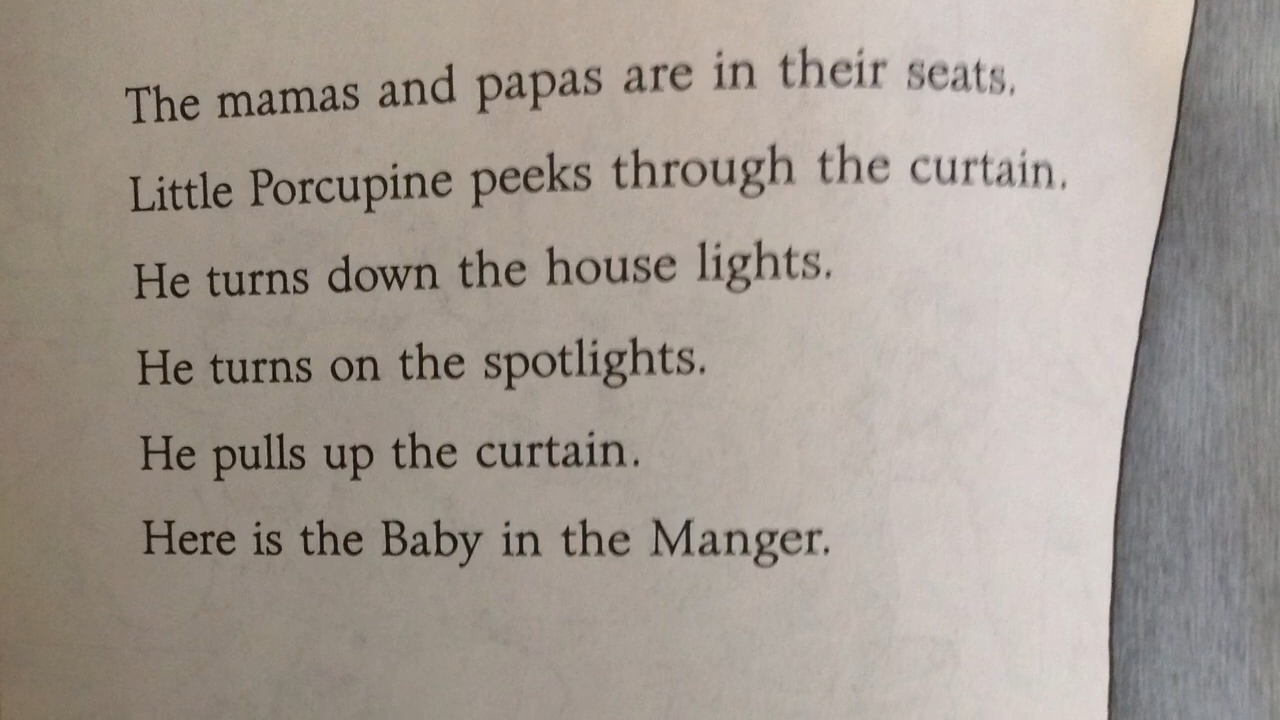 The mamas and papas are in their seats.
Little Porcupine peeks through the curtain.
He turns down the house lights.
He turns on the spotlights.
He pulls up the curtain.
Here is the Baby in the Manger.